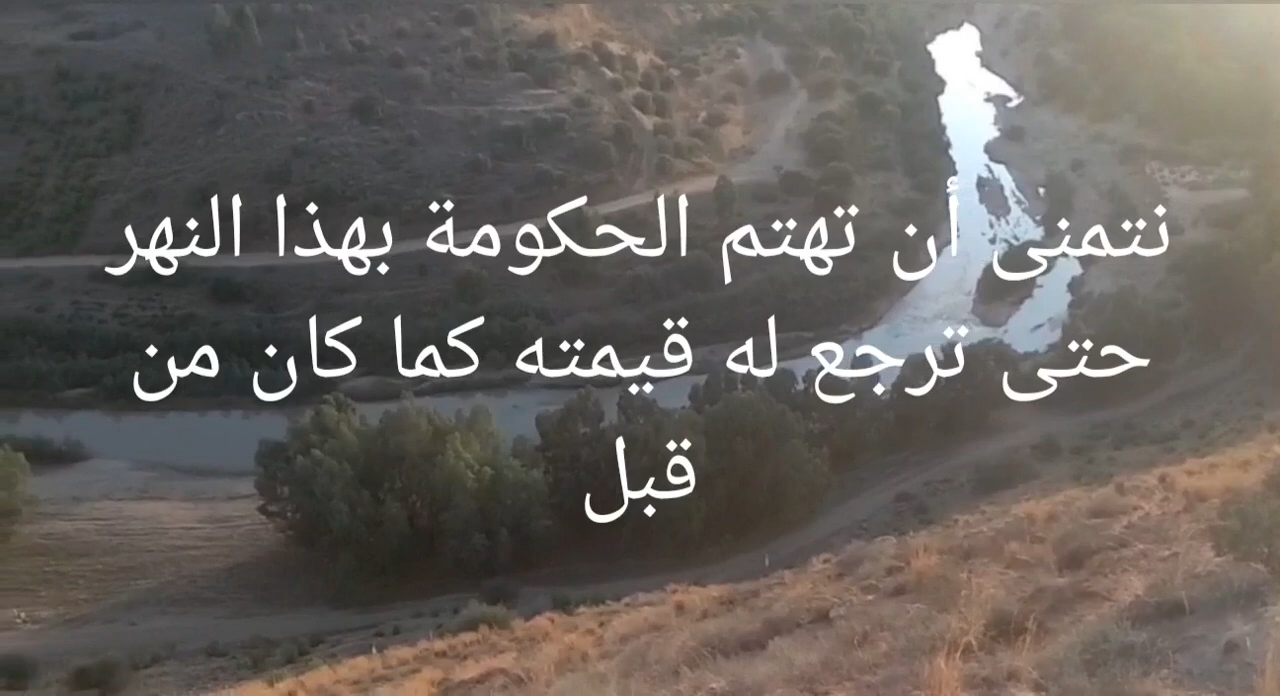 نتمنى أن تهتم الحكومة بهذا النهر
حتى ترجع له قيمته كما كان من
قبل